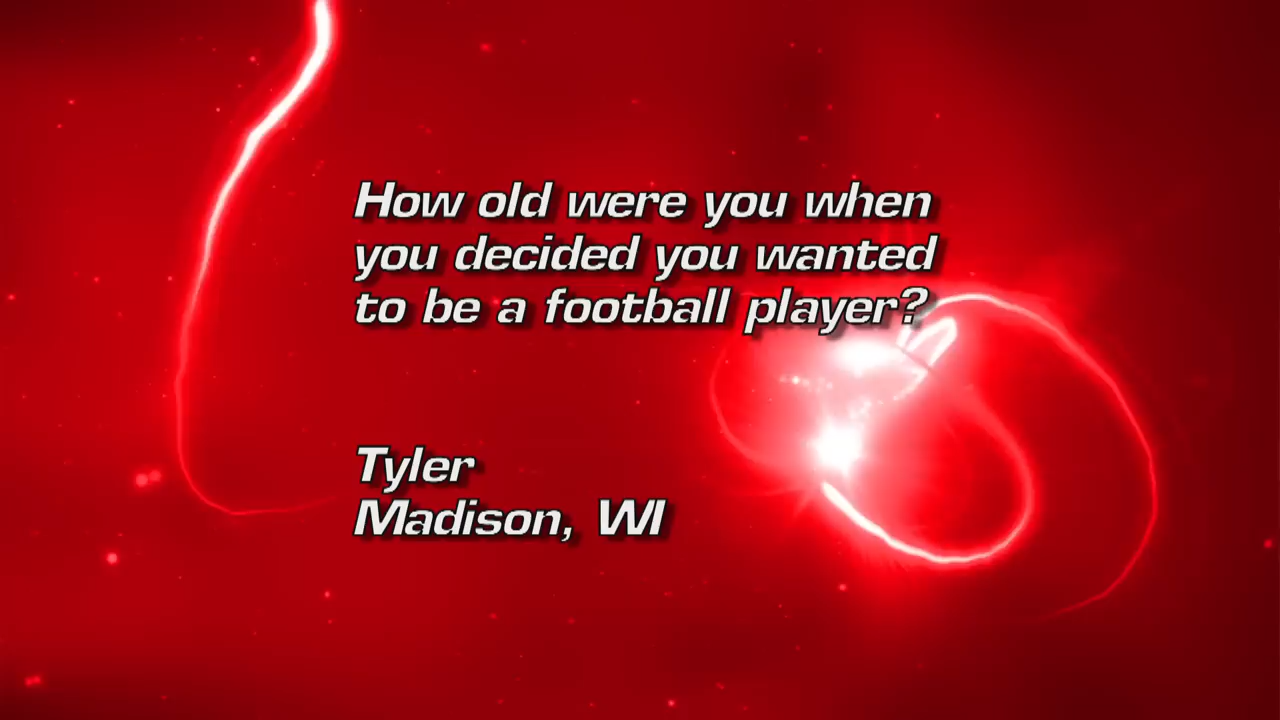 How old were you when
you decided you wanted
to be a football player?
Tyler
Madison, WI